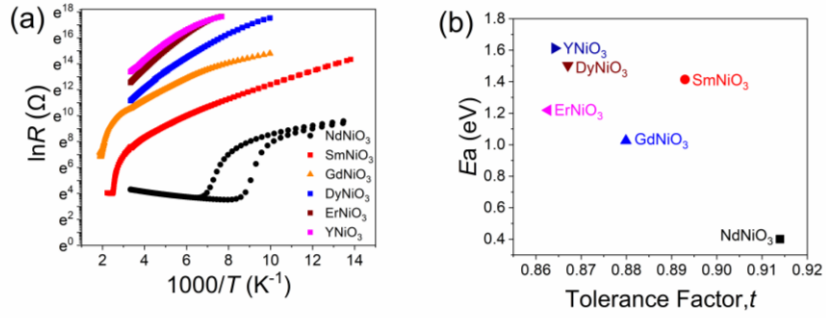 (a)
lnR (Ω)
e¹⁸
e¹⁶
e¹⁴
e¹²
e¹⁰
e⁸
e⁶
e⁴
e²
e⁰
NdNiO₃
SmNiO₃
GdNiO₃
DyNiO₃
ErNiO₃
YNiO₃
2 4 6 8 10 12 14
1000/T (K⁻¹)
(b)
Ea (eV)
1.8
1.6
1.4
1.2
1.0
0.8
0.6
0.4
YNiO₃
DyNiO₃
SmNiO₃
ErNiO₃
GdNiO₃
NdNiO₃
0.86 0.87 0.88 0.89 0.90 0.91 0.92
Tolerance Factor,t